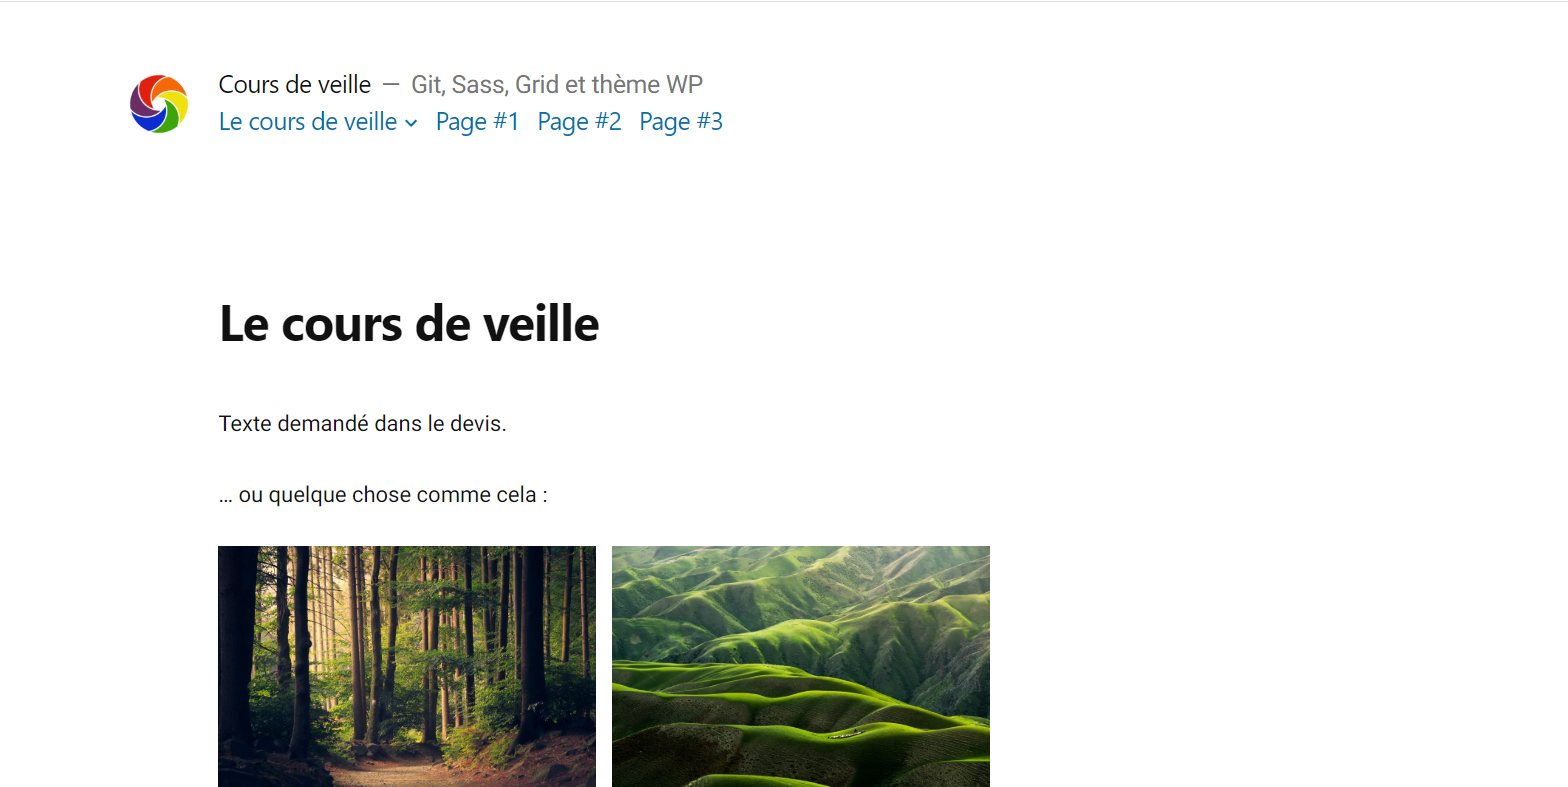 Cours de veille — Git, Sass, Grid et thème WP
Le cours de veille Page #1 Page #2 Page #3
Le cours de veille
Texte demandé dans le devis.
… ou quelque chose comme cela :